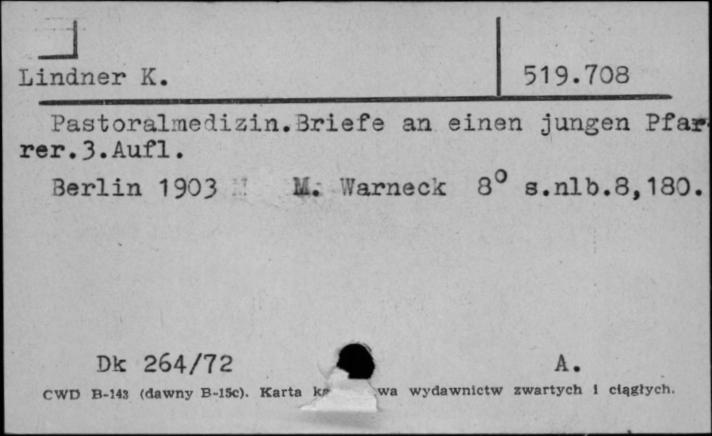 Lindner K.
519.708
Pastoralmedizin.Briefe an einen jungen Pfar-
rer.3.Aufl.
Berlin 1903 M. Warneck 8° s.nlb.8,180.
Dk 264/72 A.
CWD B-143 (dawny B-15c). Karta wydawnictw zwartych i ciągłych.